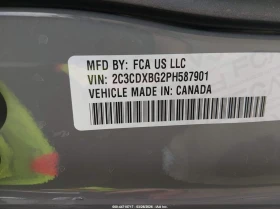 MFD BY: FCA US LLC
VIN: 2C3CDXBG2PH587901
VEHICLE MADE IN: CANADA